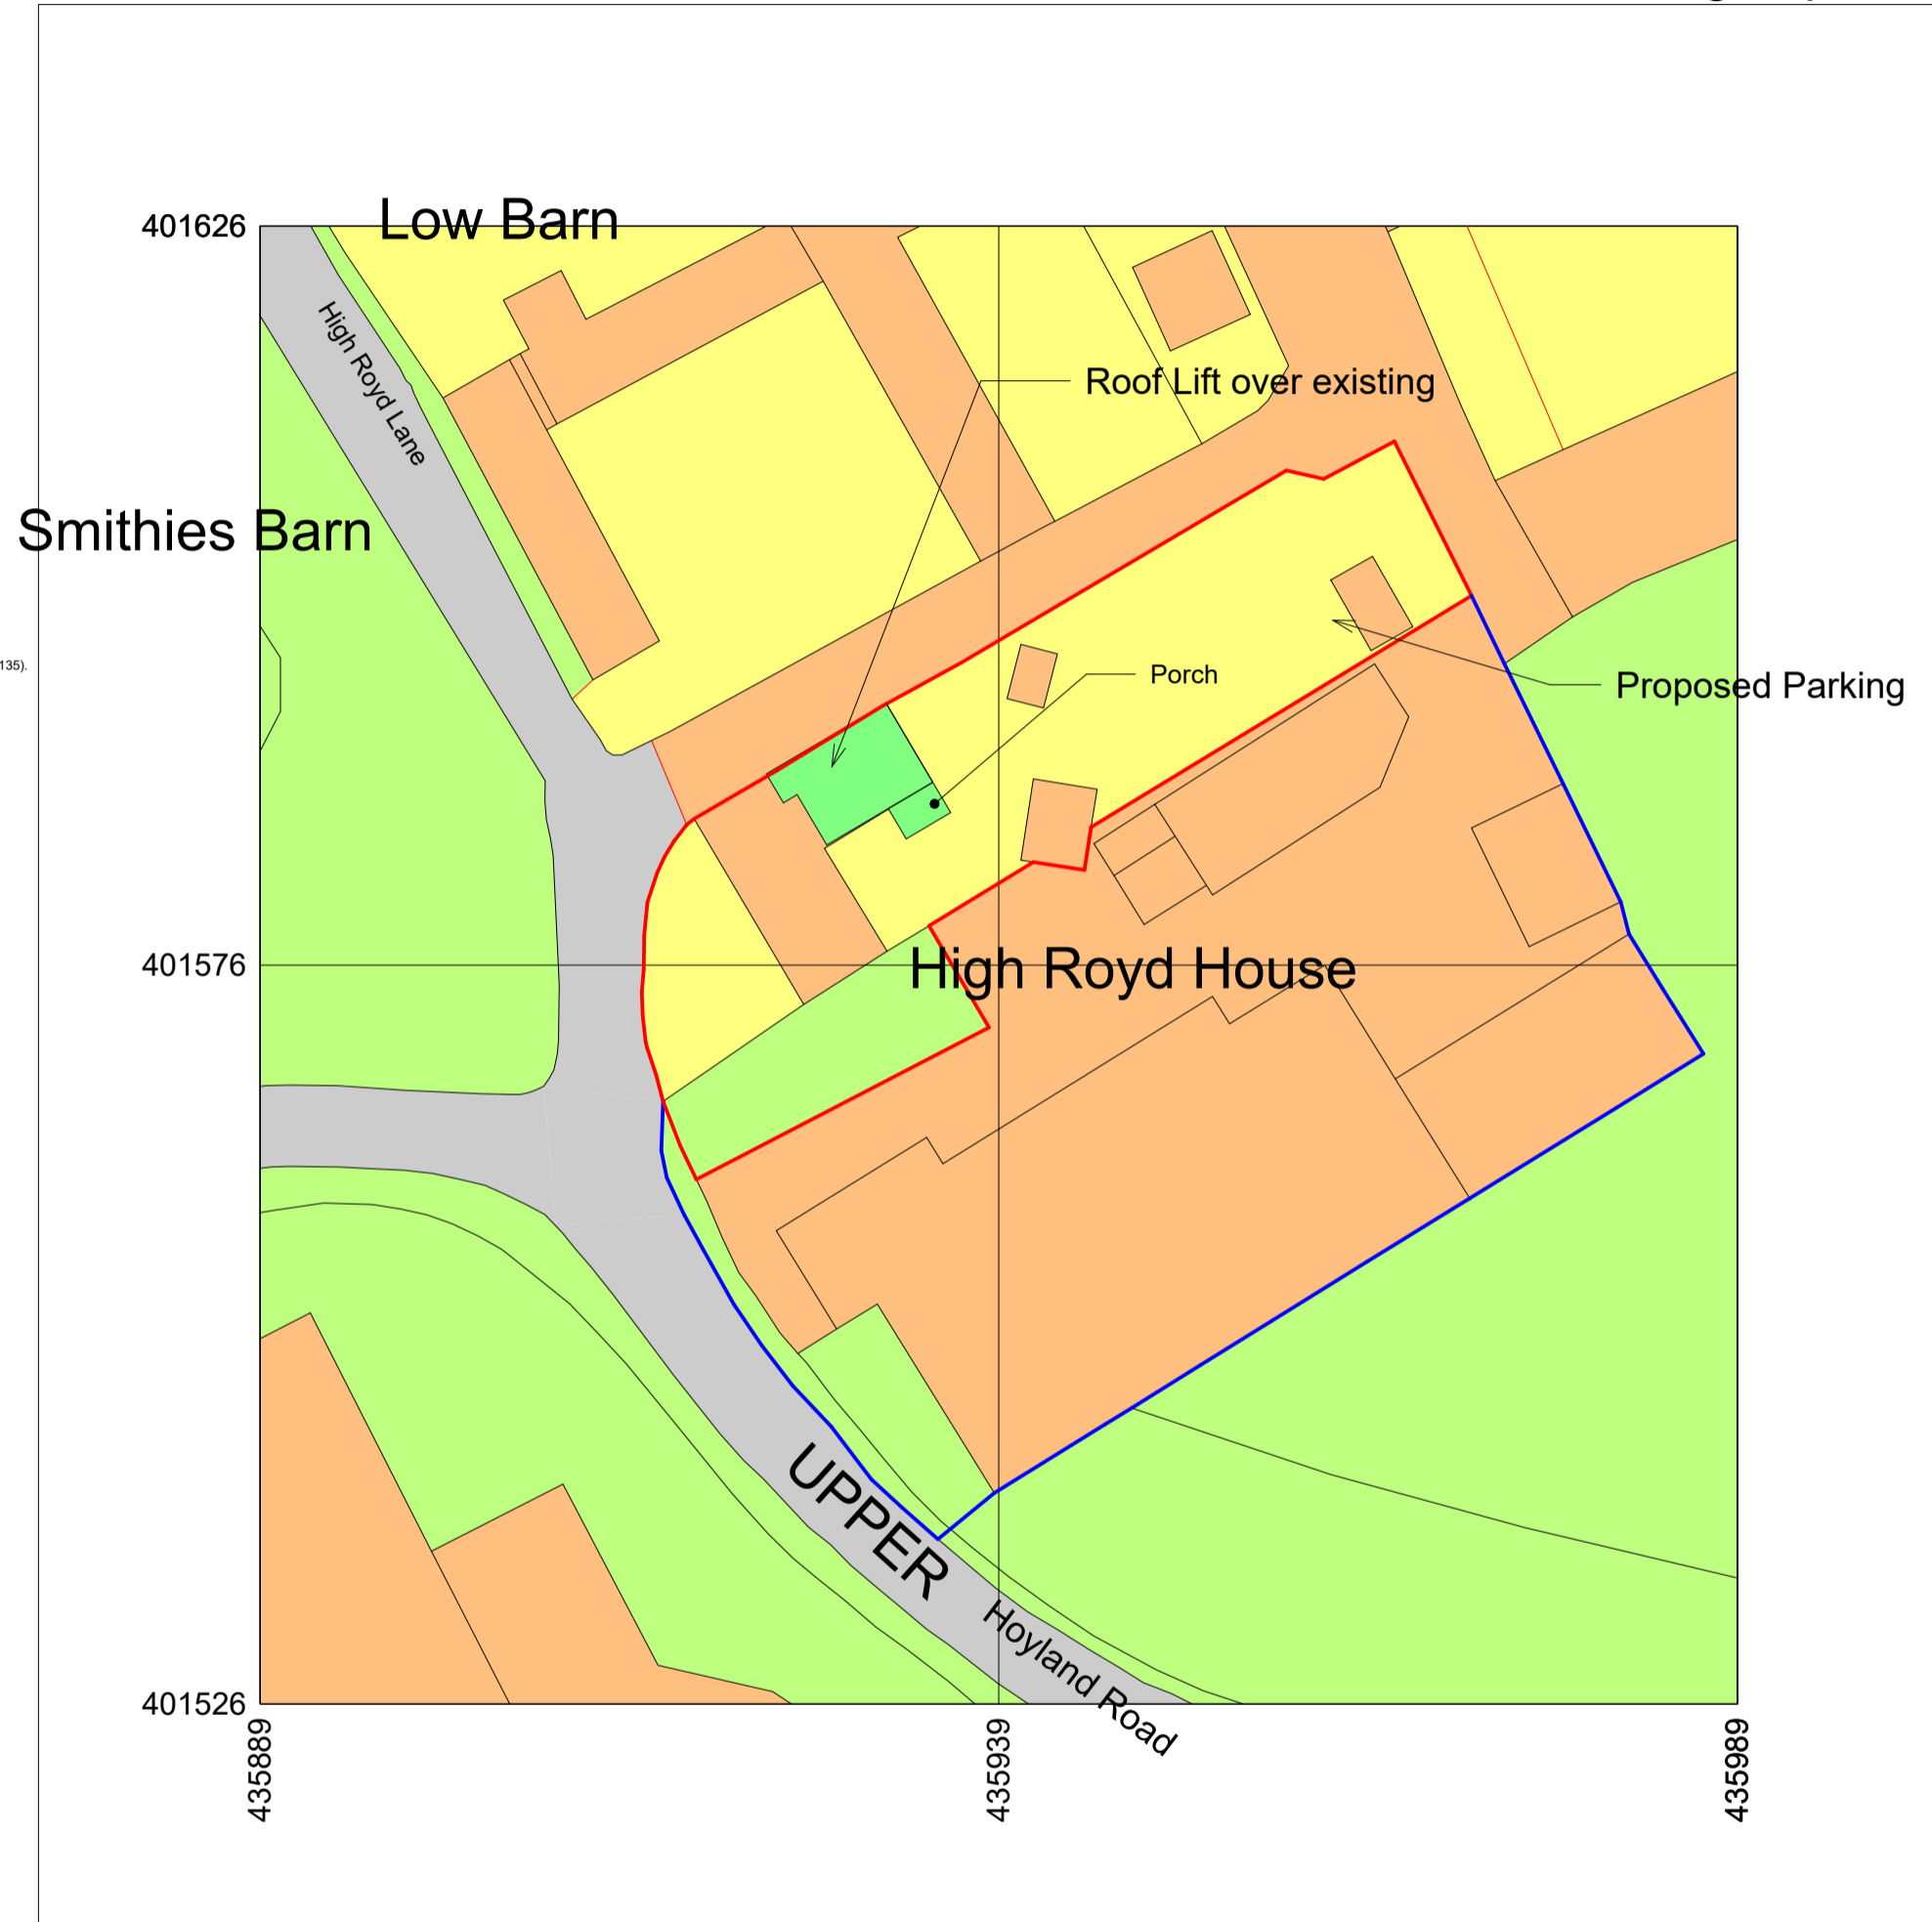 401626
Low Barn
High Royd Lane
Roof Lift over existing
Smithies Barn
135).
Porch
Proposed Parking
401576
High Royd House
UPPER
Hoyland Road
401526
435889
435939
435989